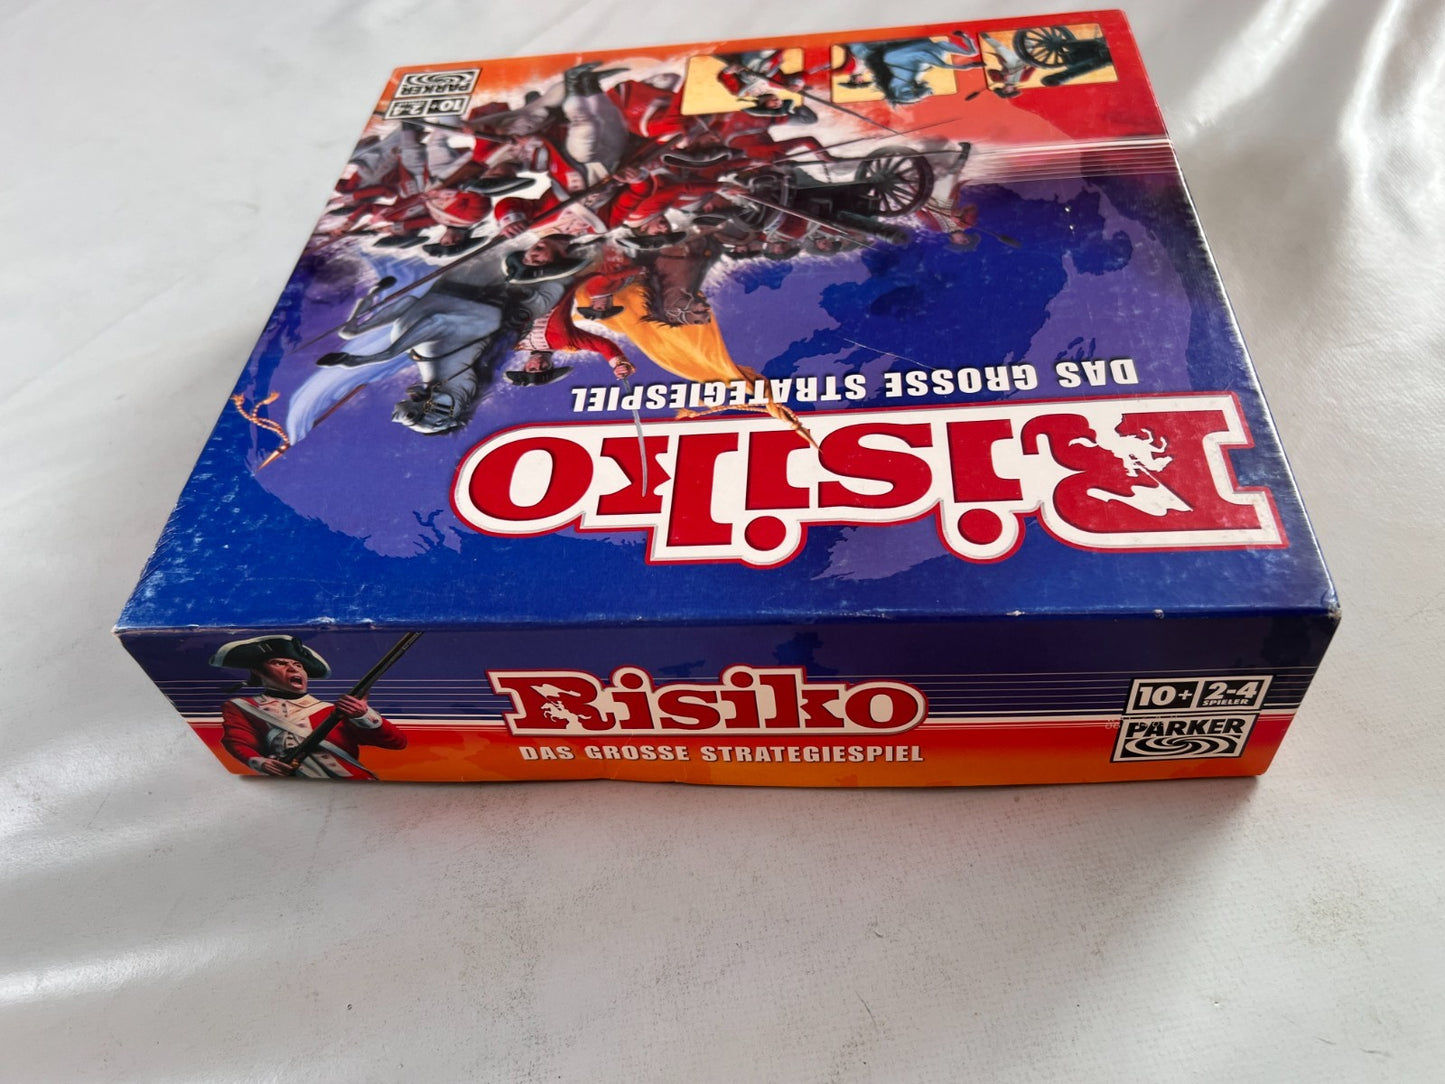 PARKER
10+ 2-4
DAS GROSSE STRATEGIESPIEL
Risiko
Risiko
DAS GROSSE STRATEGIESPIEL
10+ 2-4
SPIELER
PARKER